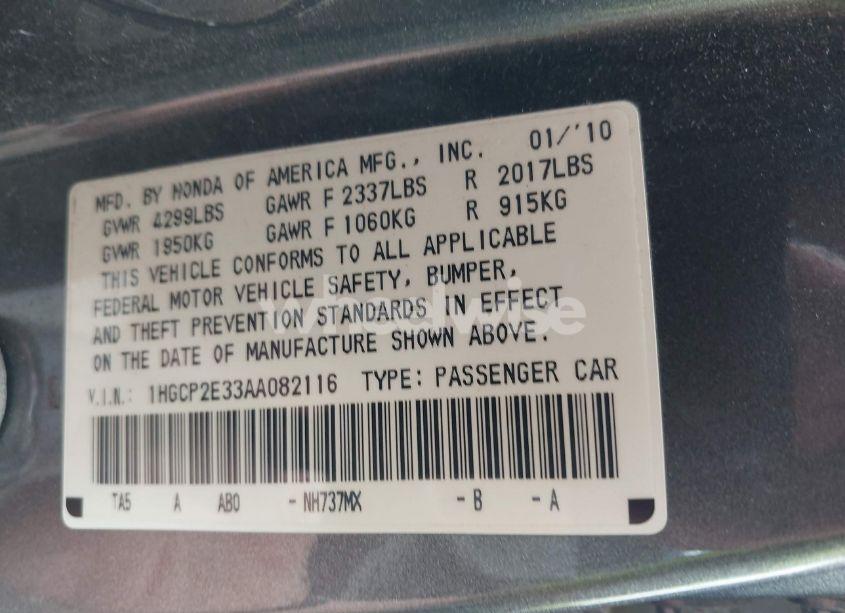 MFD. BY HONDA OF AMERICA MFG., INC. 01/'10
GVWR 4299LBS GAWR F 2337LBS R 2017LBS
GVWR 1950KG GAWR F 1060KG R 915KG
THIS VEHICLE CONFORMS TO ALL APPLICABLE
FEDERAL MOTOR VEHICLE SAFETY, BUMPER,
AND THEFT PREVENTION STANDARDS IN EFFECT
ON THE DATE OF MANUFACTURE SHOWN ABOVE.
V.I.N.: 1HGCP2E33AA082116 TYPE: PASSENGER CAR
TA5 A AB0 - NH737MX - B - A
wheelwise